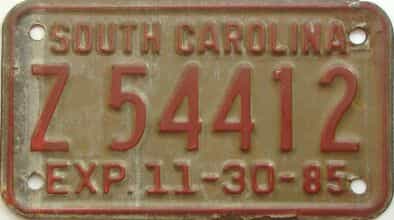 SOUTH CAROLINA
Z 54412
EXP. 11-30-85